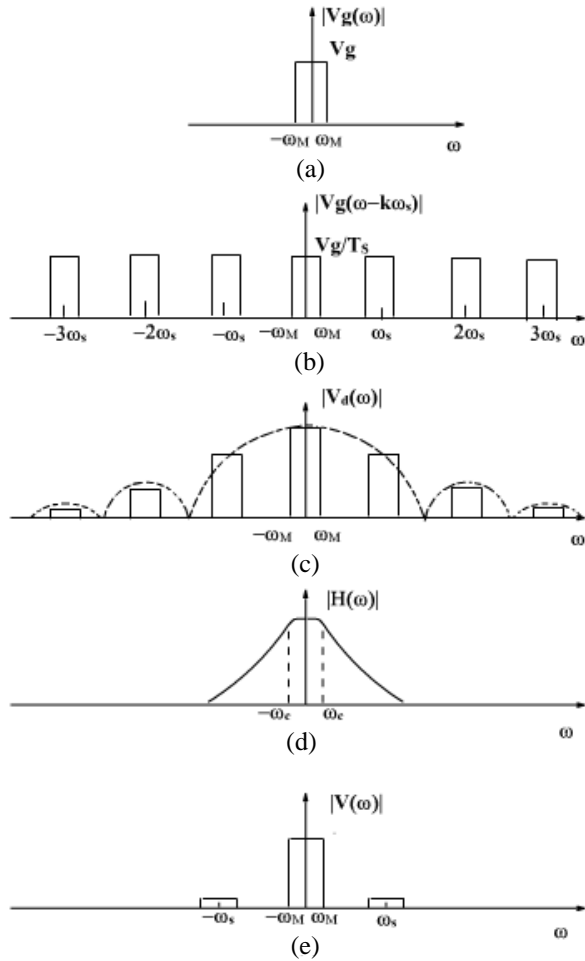 |Vg(ω)|
Vg
−ωM ωM
ω
(a)
|Vg(ω−kωs)|
Vg/TS
−3ωs −2ωs −ωs −ωM ωM ωs 2ωs 3ωs
ω
(b)
|Vd(ω)|
−ωM ωM
ω
(c)
|H(ω)|
−ωc ωc
ω
(d)
|V(ω)|
−ωs −ωM ωM ωs
ω
(e)